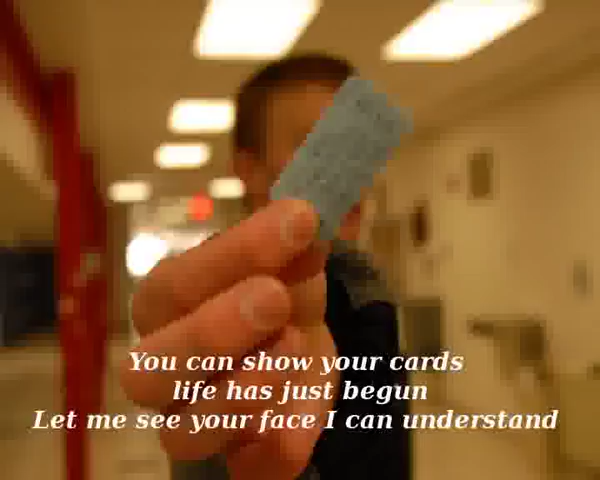 You can show your cards
life has just begun
Let me see your face I can understand